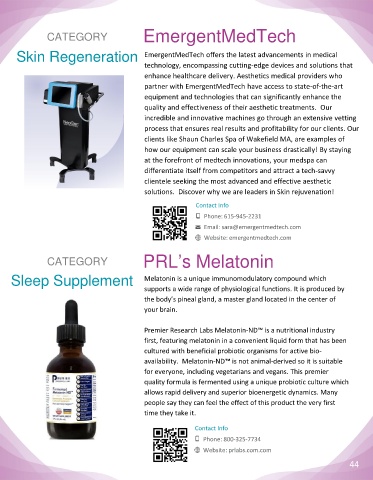 CATEGORY
EmergentMedTech
Skin Regeneration
EmergentMedTech offers the latest advancements in medical
technology, encompassing cutting-edge devices and solutions that
enhance healthcare delivery. Aesthetics medical providers who
partner with EmergentMedTech have access to state-of-the-art
equipment and technologies that can significantly enhance the
quality and effectiveness of their aesthetic treatments. Our
incredible and innovative machines go through an extensive vetting
process that ensures real results and profitability for our clients. Our
clients like Shaun Charles Spa of Wakefield MA, are examples of
how our equipment can scale your business drastically! By staying
at the forefront of medtech innovations, your medspa can
differentiate itself from competitors and attract a tech-savvy
clientele seeking the most advanced and effective aesthetic
solutions. Discover why we are leaders in Skin rejuvenation!
Contact Info
Phone: 615-945-2231
Email: sara@emergentmedtech.com
Website: emergentmedtech.com
CATEGORY
PRL's Melatonin
Sleep Supplement
Melatonin is a unique immunomodulatory compound which
supports a wide range of physiological functions. It is produced by
the body's pineal gland, a master gland located in the center of
your brain.
Premier Research Labs Melatonin-ND™ is a nutritional industry
first, featuring melatonin in a convenient liquid form that has been
cultured with beneficial probiotic organisms for active bio-
availability. Melatonin-ND™ is not animal-derived so it is suitable
for everyone, including vegetarians and vegans. This premier
quality formula is fermented using a unique probiotic culture which
allows rapid delivery and superior bioenergetic dynamics. Many
people say they can feel the effect of this product the very first
time they take it.
Contact Info
Phone: 800-325-7734
Website: prlabs.com.com
44